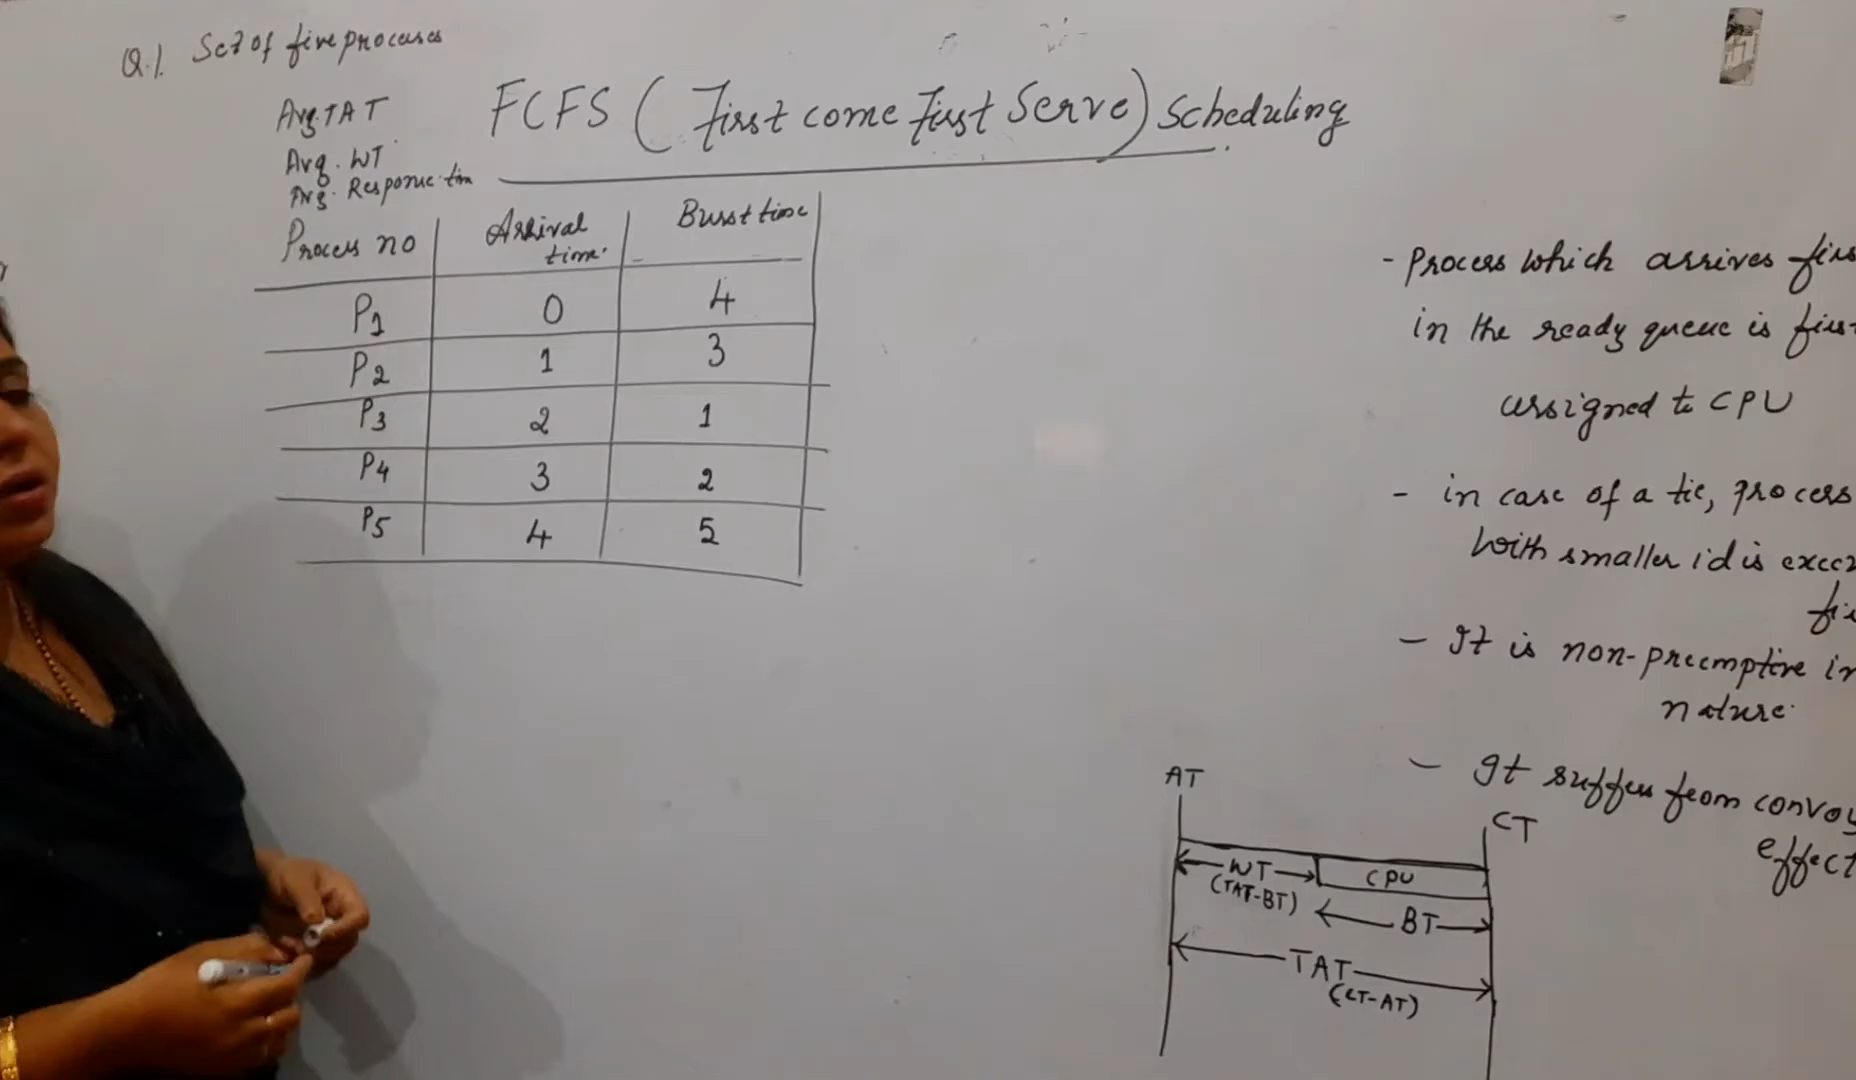 Q.1. Set of five processes
Avg. TAT
Avg. WT
Avg. Response tim
FCFS (First come First Serve) Scheduling
Process no Arrival time. Burst time
P1 0 4
P2 1 3
P3 2 1
P4 3 2
P5 4 5
- Process which arrives firs
in the ready queue is firs
assigned to CPU
- in case of a tie, process
with smaller id is exec
fi
- It is non-preemptive in
nature.
- It suffers from convoy
effect
AT
CT
WT CPU
(TAT-BT)
BT
TAT
(CT-AT)